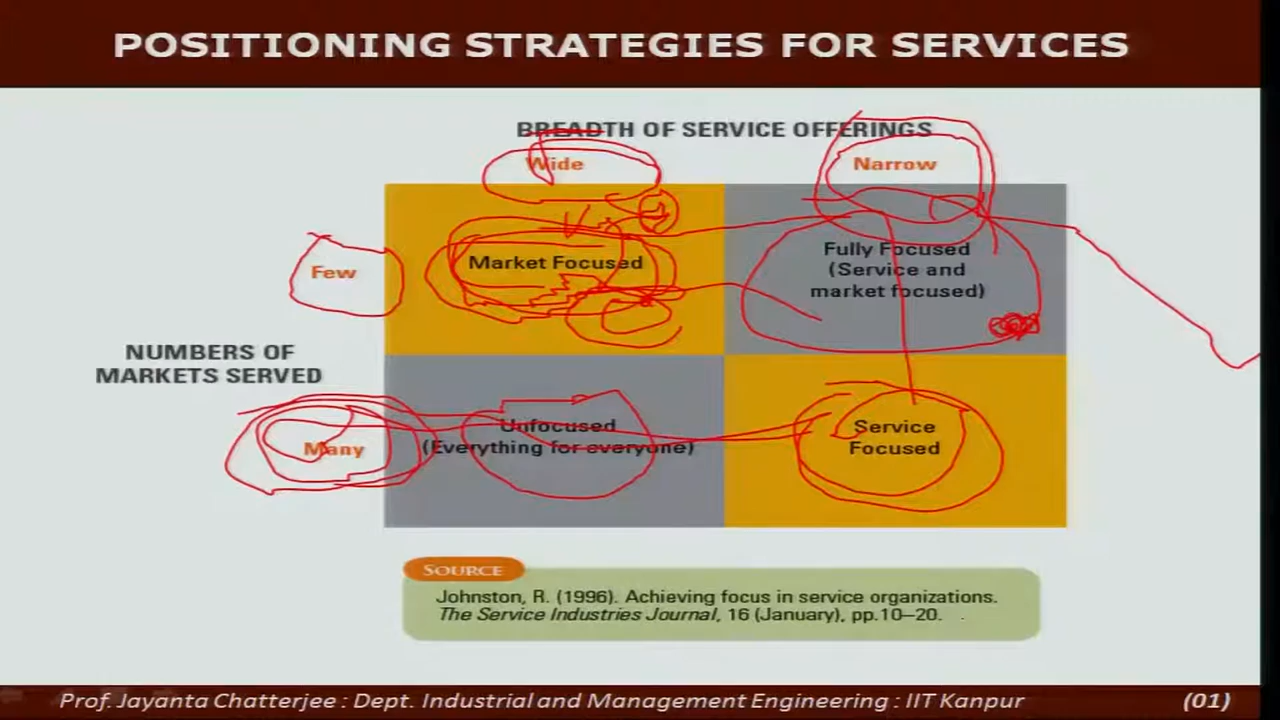 POSITIONING STRATEGIES FOR SERVICES
BREADTH OF SERVICE OFFERINGS
Wide
Narrow
Few
Market Focused
Fully Focused
(Service and
market focused)
NUMBERS OF
MARKETS SERVED
Many
Unfocused
(Everything for everyone)
Service
Focused
SOURCE
Johnston, R. (1996). Achieving focus in service organizations.
The Service Industries Journal, 16 (January), pp.10–20.
Prof. Jayanta Chatterjee : Dept. Industrial and Management Engineering : IIT Kanpur
(01)